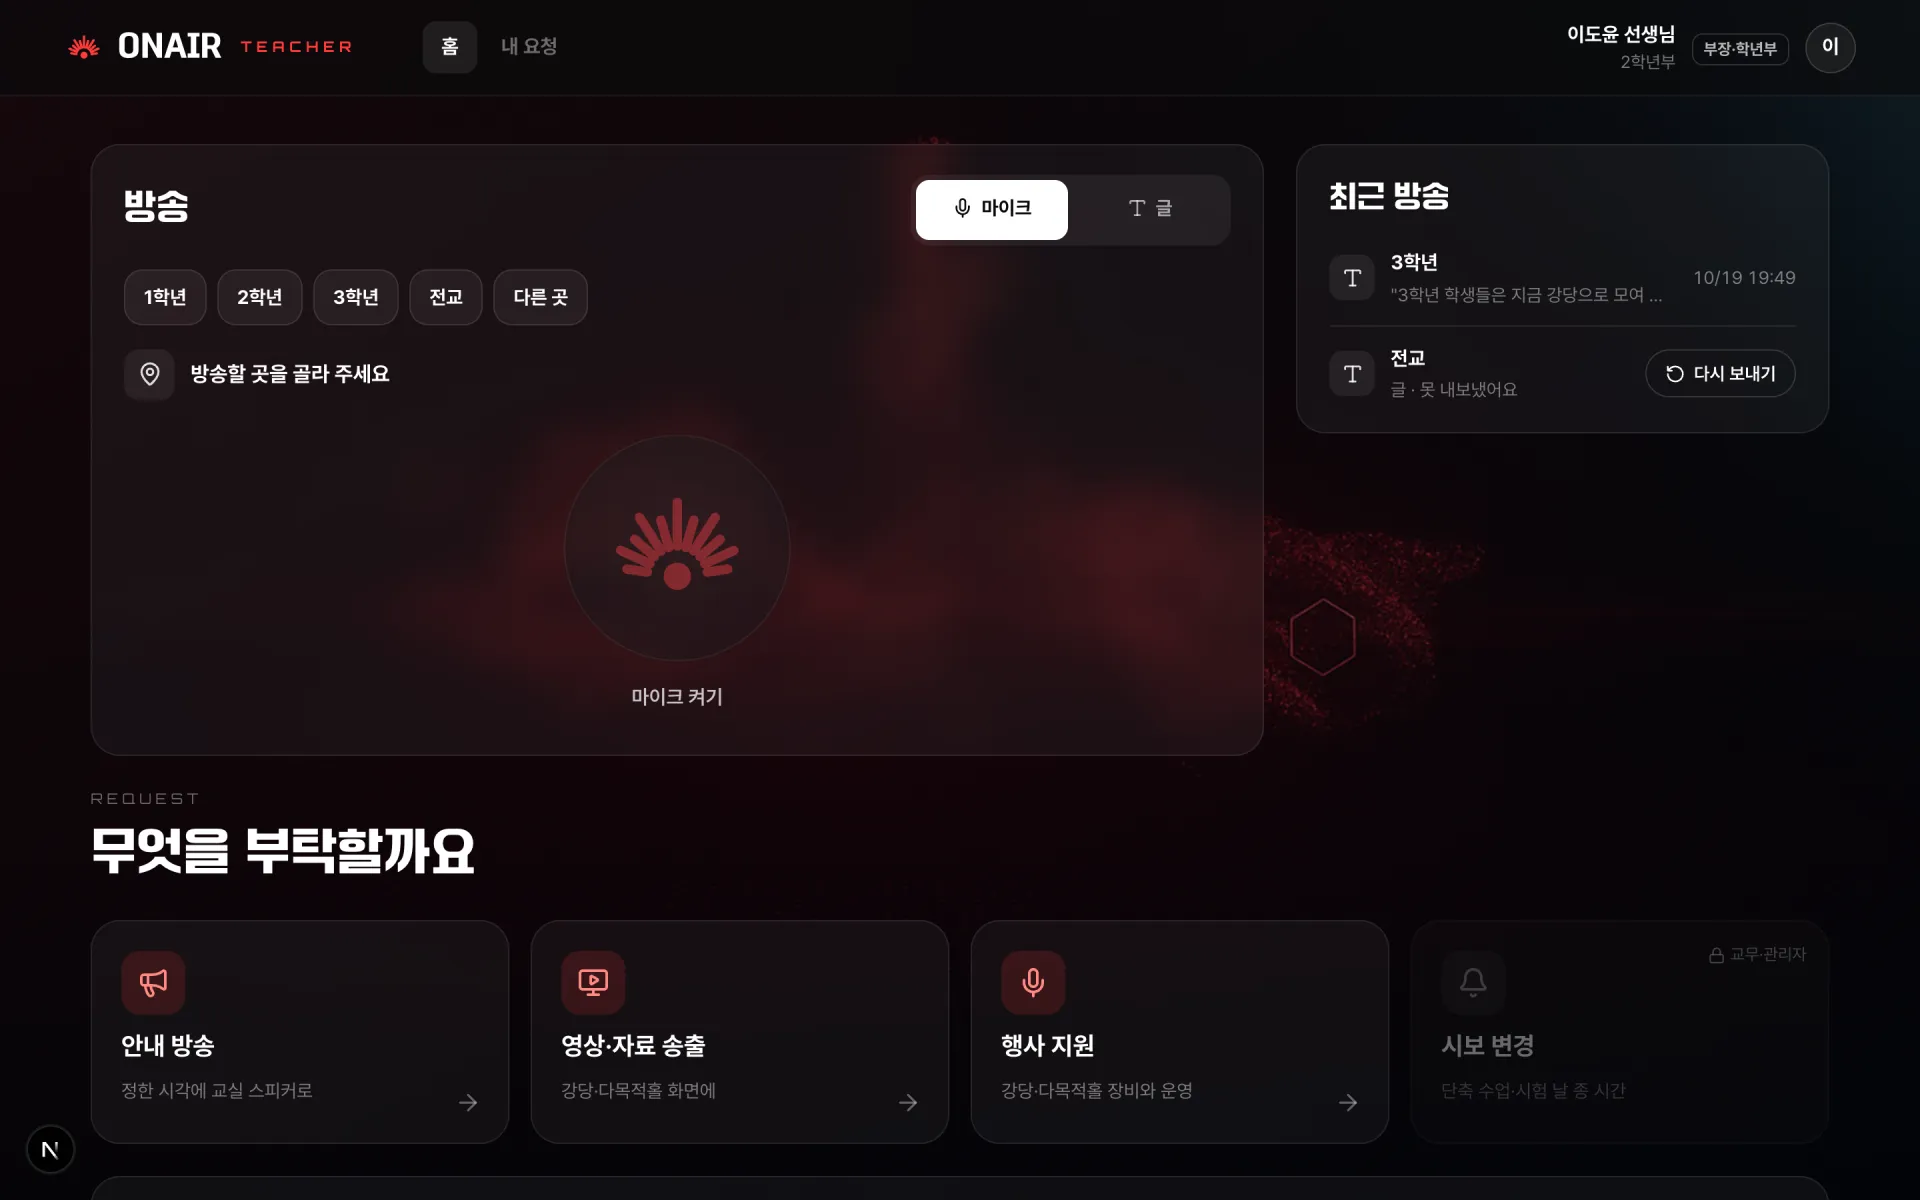 ONAIR TEACHER
홈
내 요청
이도윤 선생님
2학년부
부장·학년부
이
방송
마이크
글
1학년
2학년
3학년
전교
다른 곳
방송할 곳을 골라 주세요
마이크 켜기
최근 방송
3학년
"3학년 학생들은 지금 강당으로 모여 ...
10/19 19:49
전교
글 · 못 내보냈어요
다시 보내기
REQUEST
무엇을 부탁할까요
안내 방송
정한 시각에 교실 스피커로
영상·자료 송출
강당·다목적홀 화면에
행사 지원
강당·다목적홀 장비와 운영
교무·관리자
시보 변경
단축 수업·시험 날 종 시간
N